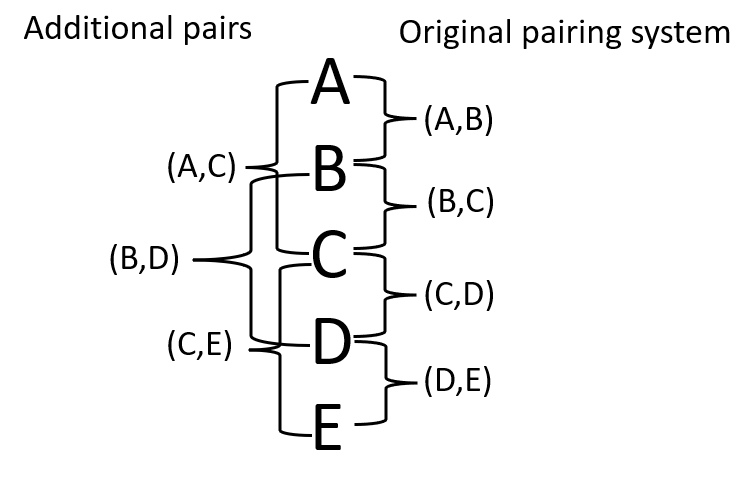 Additional pairs
Original pairing system
A
(A,B)
(A,C)
B
(B,C)
(B,D)
C
(C,D)
(C,E)
D
(D,E)
E